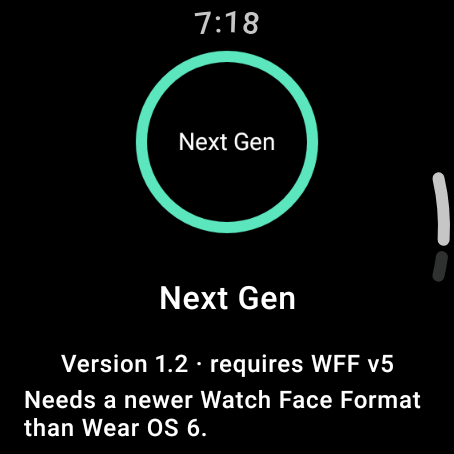 7:18
Next Gen
Next Gen
Version 1.2 · requires WFF v5
Needs a newer Watch Face Format
than Wear OS 6.